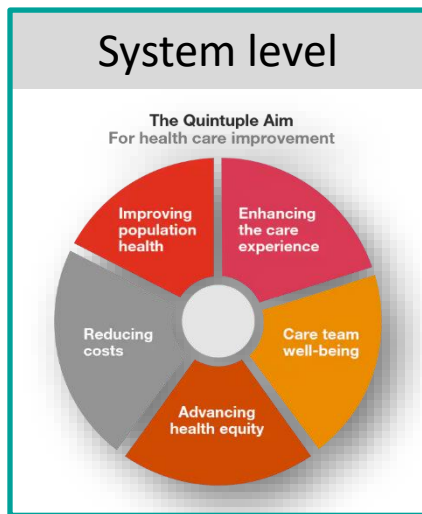 System level
The Quintuple Aim
For health care improvement
Improving
population
health
Enhancing
the care
experience
Reducing
costs
Care team
well-being
Advancing
health equity